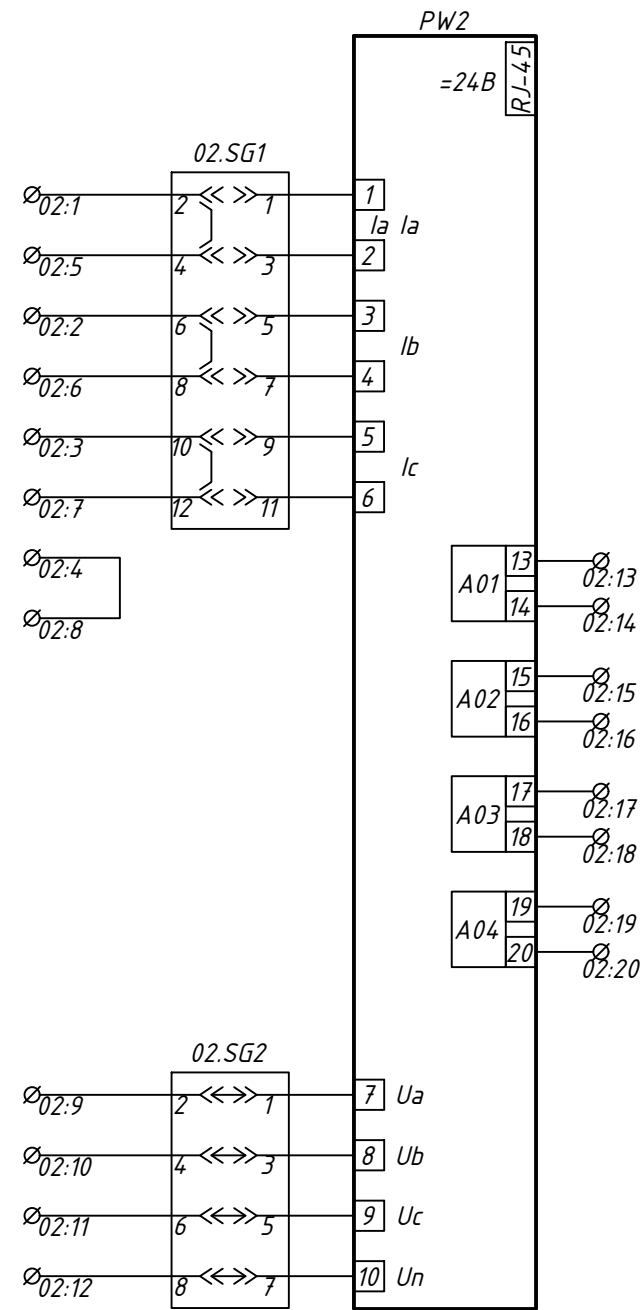 PW2
=24В
RJ-45
02.SG1
02:1 2 1 1
Ia Ia
02:5 4 3 2
02:2 6 5 3
Ib
02:6 8 7 4
02:3 10 9 5
Ic
02:7 12 11 6
02:4
02:8
A01 13 02:13
14 02:14
A02 15 02:15
16 02:16
A03 17 02:17
18 02:18
A04 19 02:19
20 02:20
02.SG2
02:9 2 1 7 Ua
02:10 4 3 8 Ub
02:11 6 5 9 Uc
02:12 8 7 10 Un